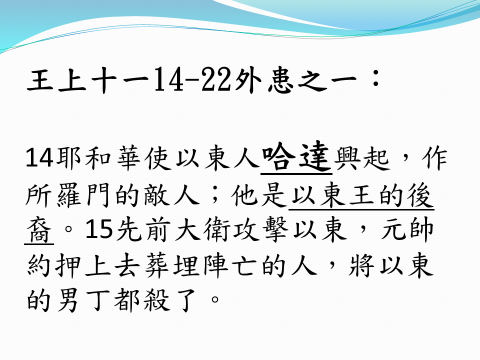 王上十一14-22外患之一：
14耶和華使以東人哈達興起，作
所羅門的敵人；他是以東王的後
裔。15先前大衛攻擊以東，元帥
約押上去葬埋陣亡的人，將以東
的男丁都殺了。